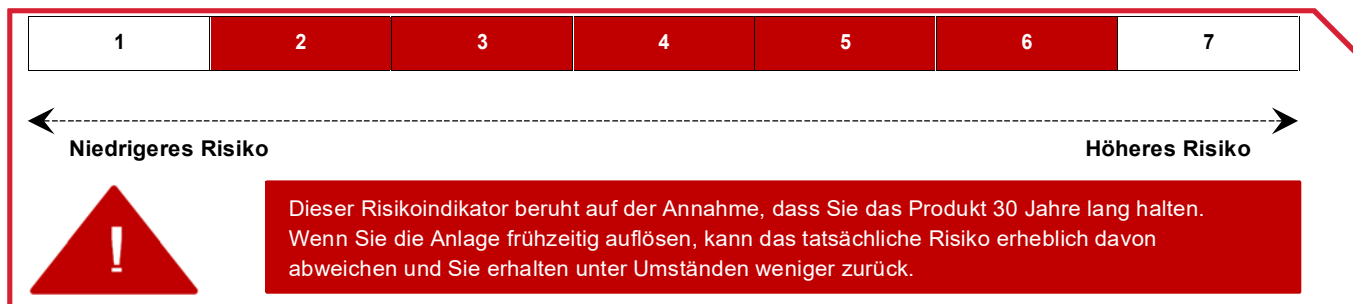 1 2 3 4 5 6 7
Niedrigeres Risiko Höheres Risiko
!
Dieser Risikoindikator beruht auf der Annahme, dass Sie das Produkt 30 Jahre lang halten.
Wenn Sie die Anlage frühzeitig auflösen, kann das tatsächliche Risiko erheblich davon
abweichen und Sie erhalten unter Umständen weniger zurück.